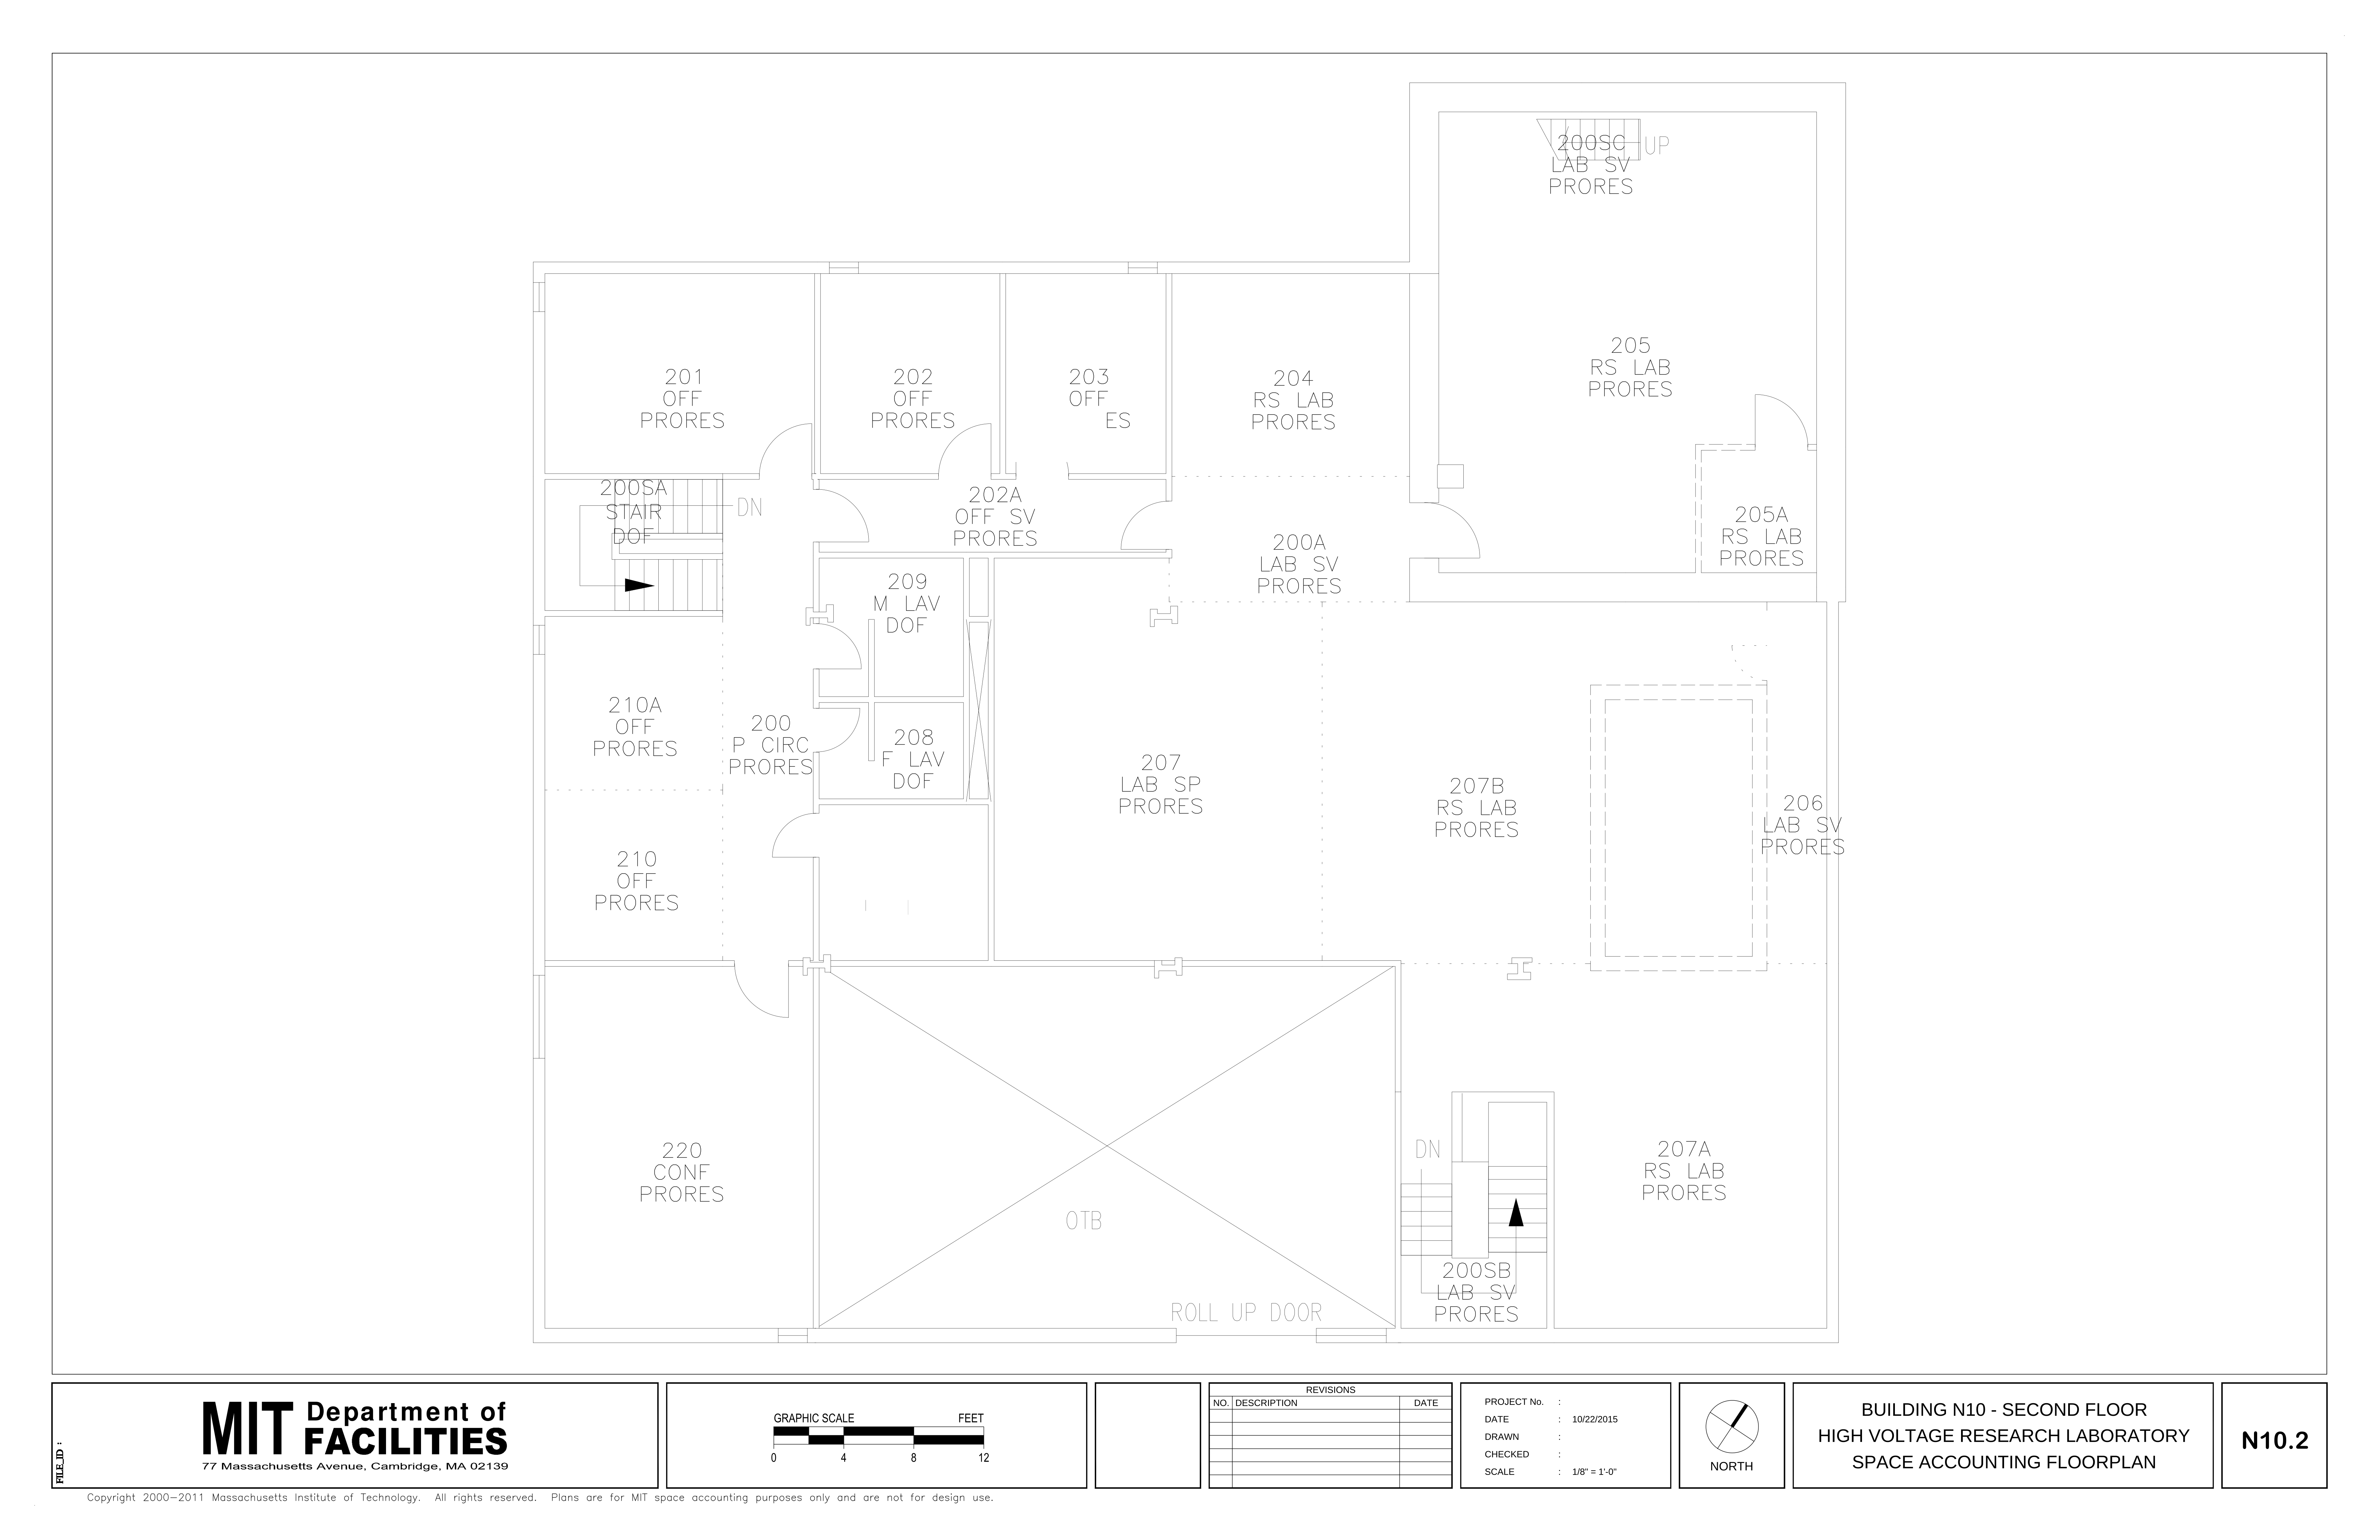 200SC
UP
LAB SV
PRORES
205
RS LAB
PRORES
201
OFF
PRORES
202
OFF
PRORES
203
OFF
ES
204
RS LAB
PRORES
200SA
STAIR
DOF
DN
202A
OFF SV
PRORES
200A
LAB SV
PRORES
205A
RS LAB
PRORES
209
M LAV
DOF
210A
OFF
PRORES
200
P CIRC
PRORES
208
F LAV
DOF
207
LAB SP
PRORES
207B
RS LAB
PRORES
206
LAB SV
PRORES
210
OFF
PRORES
220
CONF
PRORES
OTB
ROLL UP DOOR
DN
200SB
LAB SV
PRORES
207A
RS LAB
PRORES
FILE_ID :
MIT Department of
FACILITIES
77 Massachusetts Avenue, Cambridge, MA 02139
GRAPHIC SCALE FEET
0 4 8 12
REVISIONS
NO. DESCRIPTION DATE
PROJECT No. :
DATE : 10/22/2015
DRAWN :
CHECKED :
SCALE : 1/8" = 1'-0"
NORTH
BUILDING N10 - SECOND FLOOR
HIGH VOLTAGE RESEARCH LABORATORY
SPACE ACCOUNTING FLOORPLAN
N10.2
Copyright 2000-2011 Massachusetts Institute of Technology. All rights reserved. Plans are for MIT space accounting purposes only and are not for design use.